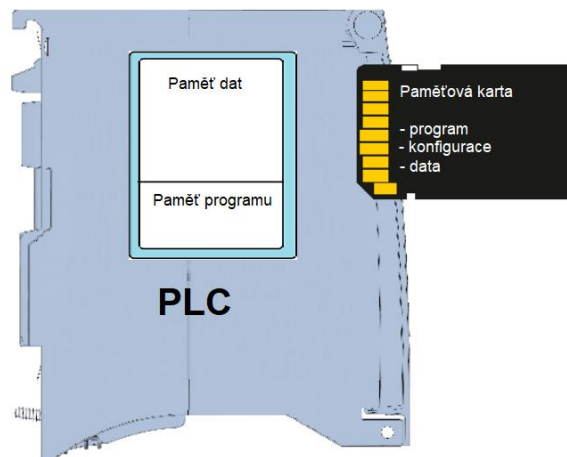 Paměť dat
Paměť programu
PLC
Paměťová karta
- program
- konfigurace
- data